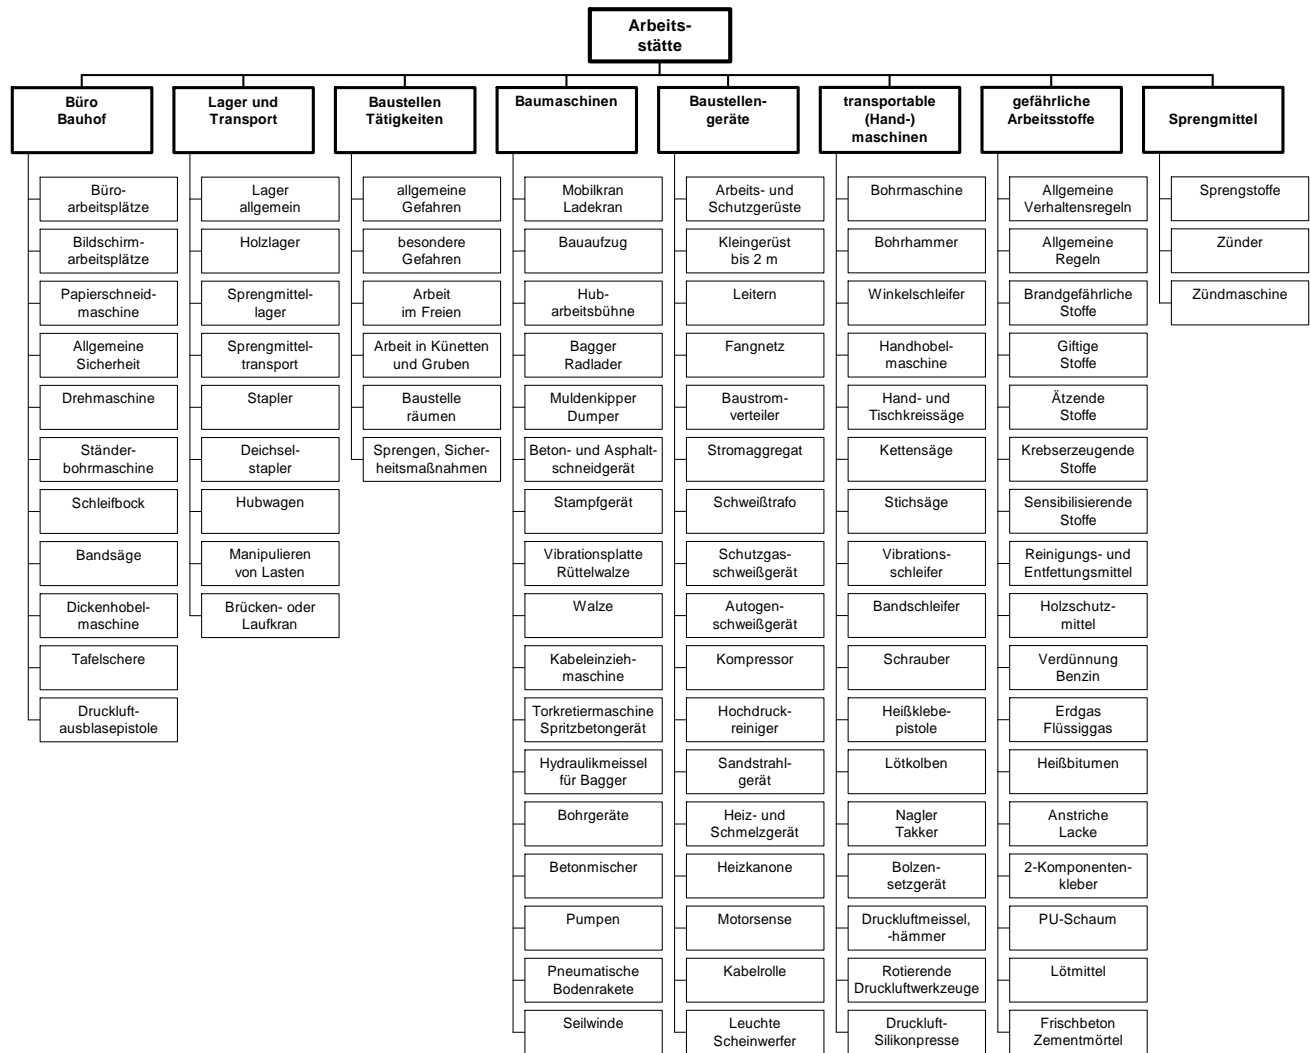 Arbeits-
stätte
Büro
Bauhof
Büro-
arbeitsplätze
Bildschirm-
arbeitsplätze
Papierschneid-
maschine
Allgemeine
Sicherheit
Drehmaschine
Ständer-
bohrmaschine
Schleifbock
Bandsäge
Dickenhobel-
maschine
Tafelschere
Druckluft-
ausblasepistole
Lager und
Transport
Lager
allgemein
Holzlager
Sprengmittel-
lager
Sprengmittel-
transport
Stapler
Deichsel-
stapler
Hubwagen
Manipulieren
von Lasten
Brücken- oder
Laufkran
Baustellen
Tätigkeiten
allgemeine
Gefahren
besondere
Gefahren
Arbeit
im Freien
Arbeit in Künetten
und Gruben
Baustelle
räumen
Sprengen, Sicher-
heitsmaßnahmen
Baumaschinen
Mobilkran
Ladekran
Bauaufzug
Hub-
arbeitsbühne
Bagger
Radlader
Muldenkipper
Dumper
Beton- und Asphalt-
schneidgerät
Stampfgerät
Vibrationsplatte
Rüttelwalze
Walze
Kabeleinzieh-
maschine
Torkretiermaschine
Spritzbetongerät
Hydraulikmeissel
für Bagger
Bohrgeräte
Betonmischer
Pumpen
Pneumatische
Bodenrakete
Seilwinde
Baustellen-
geräte
Arbeits- und
Schutzgerüste
Kleingerüst
bis 2 m
Leitern
Fangnetz
Baustrom-
verteiler
Stromaggregat
Schweißtrafo
Schutzgas-
schweißgerät
Autogen-
schweißgerät
Kompressor
Hochdruck-
reiniger
Sandstrahl-
gerät
Heiz- und
Schmelzgerät
Heizkanone
Motorsense
Kabelrolle
Leuchte
Scheinwerfer
transportable
(Hand-)
maschinen
Bohrmaschine
Bohrhammer
Winkelschleifer
Handhobel-
maschine
Hand- und
Tischkreissäge
Kettensäge
Stichsäge
Vibrations-
schleifer
Bandschleifer
Schrauber
Heißklebe-
pistole
Lötkolben
Nagler
Takker
Bolzen-
setzgerät
Druckluftmeissel,
-hämmer
Rotierende
Druckluftwerkzeuge
Druckluft-
Silikonpresse
gefährliche
Arbeitsstoffe
Allgemeine
Verhaltensregeln
Allgemeine
Regeln
Brandgefährliche
Stoffe
Giftige
Stoffe
Ätzende
Stoffe
Krebserzeugende
Stoffe
Sensibilisierende
Stoffe
Reinigungs- und
Entfettungsmittel
Holzschutz-
mittel
Verdünnung
Benzin
Erdgas
Flüssiggas
Heißbitumen
Anstriche
Lacke
2-Komponenten-
kleber
PU-Schaum
Lötmittel
Frischbeton
Zementmörtel
Sprengmittel
Sprengstoffe
Zünder
Zündmaschine